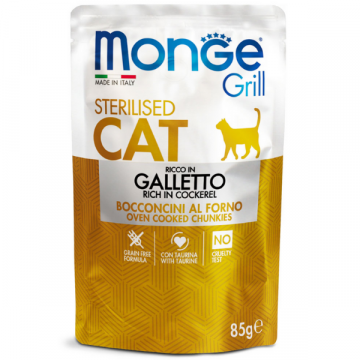 MONGE
MADE IN ITALY
Grill
STERILISED
CAT
RICCO IN
GALLETTO
RICH IN COCKEREL
BOCCONCINI AL FORNO
OVEN COOKED CHUNKIES
GRAIN FREE
FORMULA
CON TAURINA
WITH TAURINE
NO
CRUELTY
TEST
85g℮